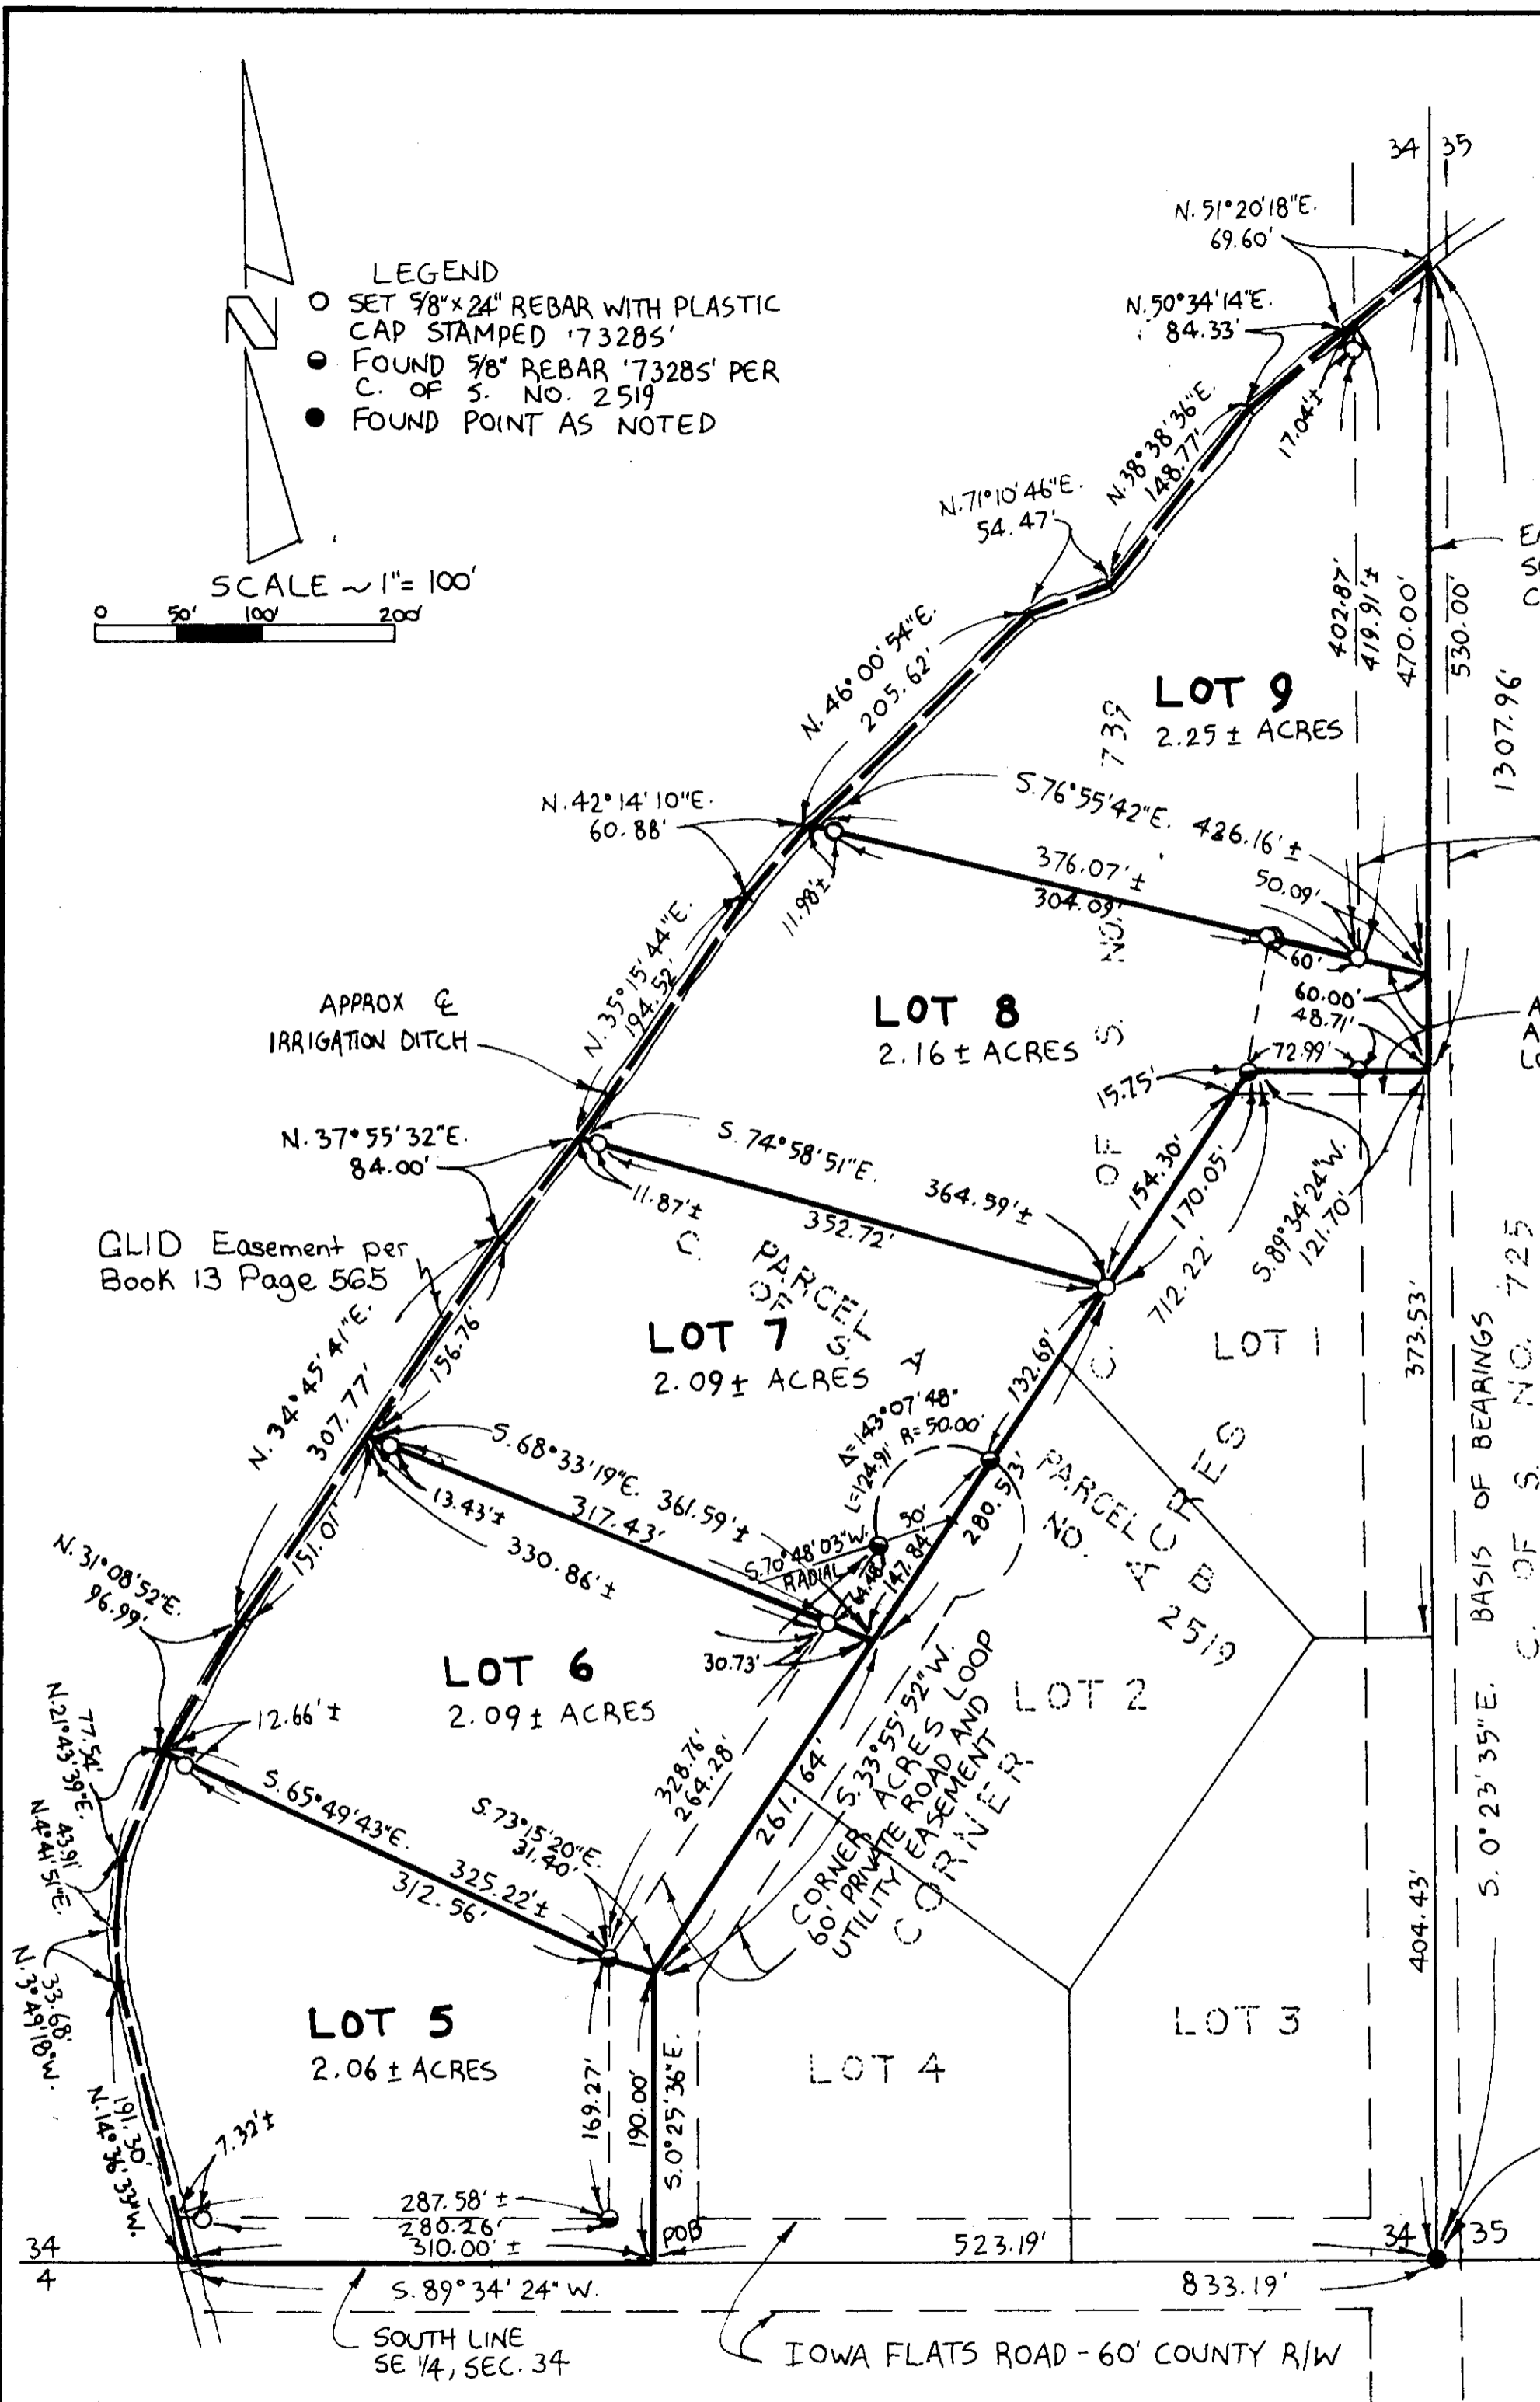 34 35
N. 51°20'18"E.
69.60'
LEGEND
SET 5/8"x24" REBAR WITH PLASTIC
CAP STAMPED '7328S'
FOUND 5/8" REBAR '7328S' PER
C. OF S. NO. 2519
FOUND POINT AS NOTED
N
N.50°34'14"E.
84.33'
17.04'±
N.38°38'36"E.
148.77'
N.71°10'46"E.
54.47'
SCALE ~ 1"= 100'
0 50' 100' 200'
402.87'
419.91'±
470.00'
530.00'
1307.96'
N. 46°00'54"E.
205.62'
LOT 9
2.25 ± ACRES
S.76°55'42"E. 426.16'±
376.07'±
304.09'
50.09'
60'
60.00'
48.71'
72.99'
N.42°14'10"E.
60.88'
11.98'±
N.35°15'44"E.
194.52'
APPROX ℄
IRRIGATION DITCH
LOT 8
2.16 ± ACRES
15.75'
154.30'
170.05'
712.22'
S.89°34'24"W.
121.70'
N.37°55'32"E.
84.00'
S.74°58'51"E. 364.59'±
11.87'±
352.72'
GLID Easement per
Book 13 Page 565
N.34°45'41"E.
307.77'
156.76'
151.01'
C. OF S. NO. 739
PARCEL A
LOT 7
2.09± ACRES
LOT 1
373.53'
132.69'
Δ=143°07'48"
L=124.91' R=50.00'
50'
S.70°48'03"W.
RADIAL
64.48'
147.84'
280.53'
PARCEL B
C. OF S. NO. 2519
CORNER ACRES
BASIS OF BEARINGS
S. 0°23'35"E.
C. OF S. NO. 725
S.68°33'19"E. 361.59'±
317.43'
13.43'±
330.86'±
30.73'
N.31°08'52"E.
96.99'
LOT 6
2.09± ACRES
12.66'±
328.76'
264.28'
261.64'
S.33°55'52"W.
CORNER ACRES LOOP
60' PRIVATE ROAD AND
UTILITY EASEMENT
LOT 2
N.21°43'39"E.
77.54'
43.91'
N.4°41'51"E.
S.65°49'43"E.
325.22'±
312.56'
S.73°15'20"E.
31.40'
404.43'
33.68'
N.3°49'18"W.
LOT 5
2.06 ± ACRES
169.27'
190.00'
S.0°25'36"E.
LOT 4
LOT 3
191.30'
N.14°36'33"W.
7.32'±
287.58' ±
280.26'
310.00' ±
POB
523.19'
34 35
34
4
S.89°34'24"W.
833.19'
SOUTH LINE
SE 1/4, SEC. 34
IOWA FLATS ROAD - 60' COUNTY R/W